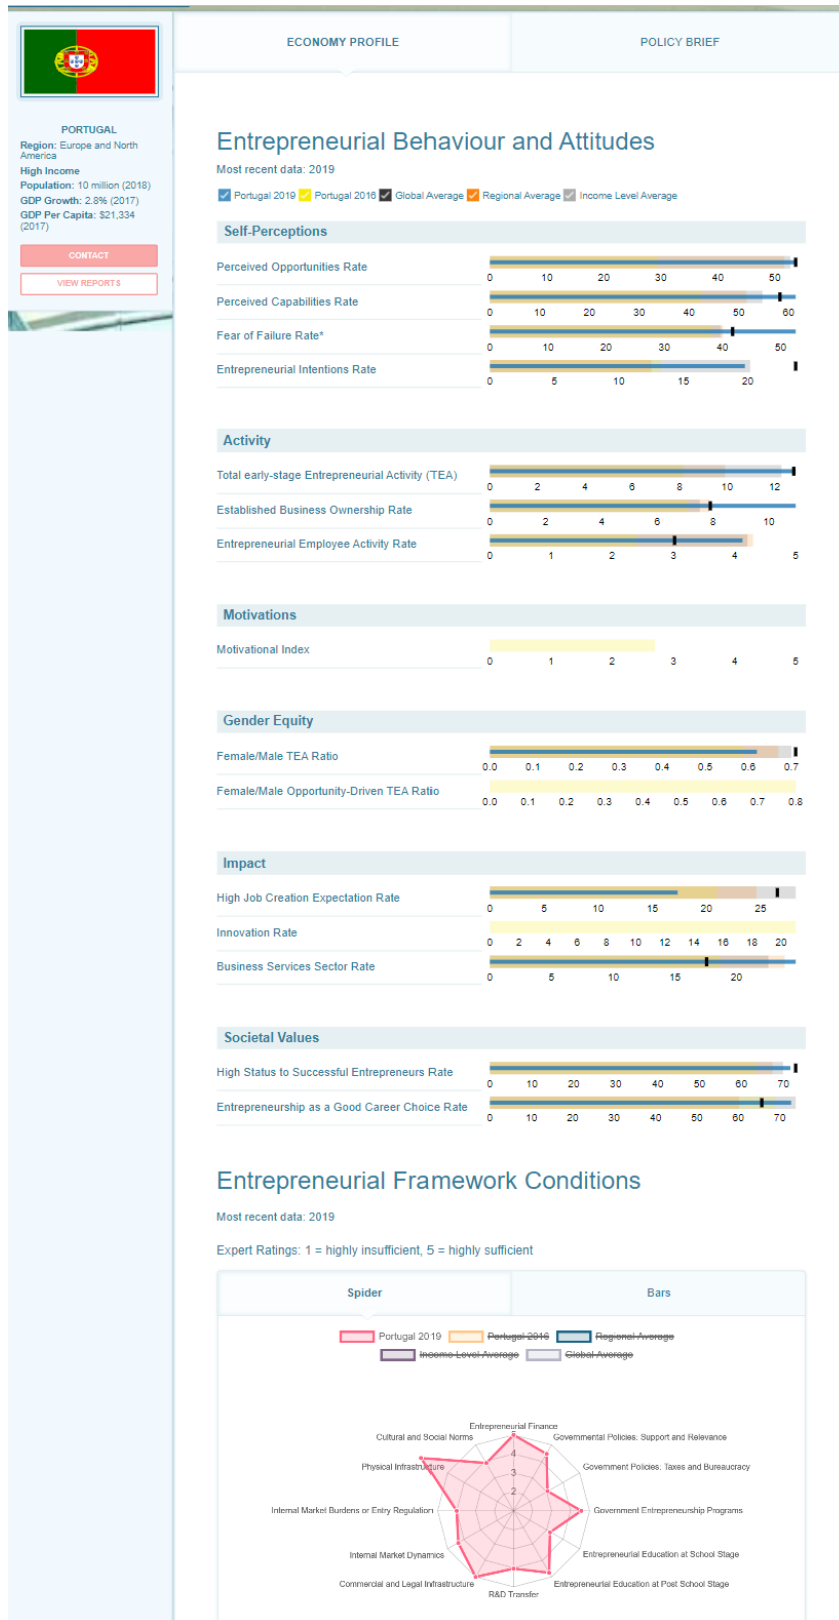 ECONOMY PROFILE
POLICY BRIEF
PORTUGAL
Region: Europe and North
America
High Income
Population: 10 million (2018)
GDP Growth: 2.8% (2017)
GDP Per Capita: $21,334
(2017)
CONTACT
VIEW REPORTS
Entrepreneurial Behaviour and Attitudes
Most recent data: 2019
Portugal 2019 Portugal 2016 Global Average Regional Average Income Level Average
Self-Perceptions
Perceived Opportunities Rate
0 10 20 30 40 50
Perceived Capabilities Rate
0 10 20 30 40 50 60
Fear of Failure Rate*
0 10 20 30 40 50
Entrepreneurial Intentions Rate
0 5 10 15 20
Activity
Total early-stage Entrepreneurial Activity (TEA)
0 2 4 6 8 10 12
Established Business Ownership Rate
0 2 4 6 8 10
Entrepreneurial Employee Activity Rate
0 1 2 3 4 5
Motivations
Motivational Index
0 1 2 3 4 5
Gender Equity
Female/Male TEA Ratio
0.0 0.1 0.2 0.3 0.4 0.5 0.6 0.7
Female/Male Opportunity-Driven TEA Ratio
0.0 0.1 0.2 0.3 0.4 0.5 0.6 0.7 0.8
Impact
High Job Creation Expectation Rate
0 5 10 15 20 25
Innovation Rate
0 2 4 6 8 10 12 14 16 18 20
Business Services Sector Rate
0 5 10 15 20
Societal Values
High Status to Successful Entrepreneurs Rate
0 10 20 30 40 50 60 70
Entrepreneurship as a Good Career Choice Rate
0 10 20 30 40 50 60 70
Entrepreneurial Framework Conditions
Most recent data: 2019
Expert Ratings: 1 = highly insufficient, 5 = highly sufficient
Spider
Bars
Portugal 2019 Portugal 2016 Regional Average
Income Level Average Global Average
Entrepreneurial Finance
Cultural and Social Norms
Governmental Policies: Support and Relevance
4
Physical Infrastructure
Government Policies: Taxes and Bureaucracy
3
2
Internal Market Burdens or Entry Regulation
Government Entrepreneurship Programs
Internal Market Dynamics
Entrepreneurial Education at School Stage
Commercial and Legal Infrastructure
Entrepreneurial Education at Post School Stage
R&D Transfer